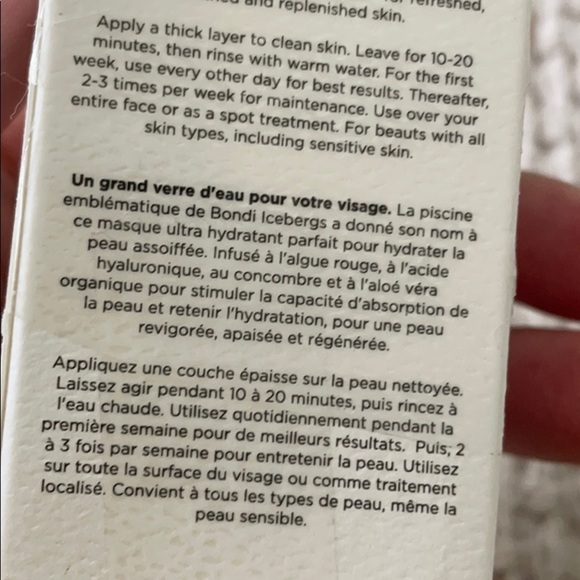 and replenished skin.
Apply a thick layer to clean skin. Leave for 10-20
minutes, then rinse with warm water. For the first
week, use every other day for best results. Thereafter,
2-3 times per week for maintenance. Use over your
entire face or as a spot treatment. For beauts with all
skin types, including sensitive skin.
Un grand verre d'eau pour votre visage. La piscine
emblématique de Bondi Icebergs a donné son nom à
ce masque ultra hydratant parfait pour hydrater la
peau assoiffée. Infusé à l'algue rouge, à l'acide
hyaluronique, au concombre et à l'aloé véra
organique pour stimuler la capacité d'absorption de
la peau et retenir l'hydratation, pour une peau
revigorée, apaisée et régénérée.
Appliquez une couche épaisse sur la peau nettoyée.
Laissez agir pendant 10 à 20 minutes, puis rincez à
l'eau chaude. Utilisez quotidiennement pendant la
première semaine pour de meilleurs résultats. Puis, 2
à 3 fois par semaine pour entretenir la peau. Utilisez
sur toute la surface du visage ou comme traitement
localisé. Convient à tous les types de peau, même la
peau sensible.